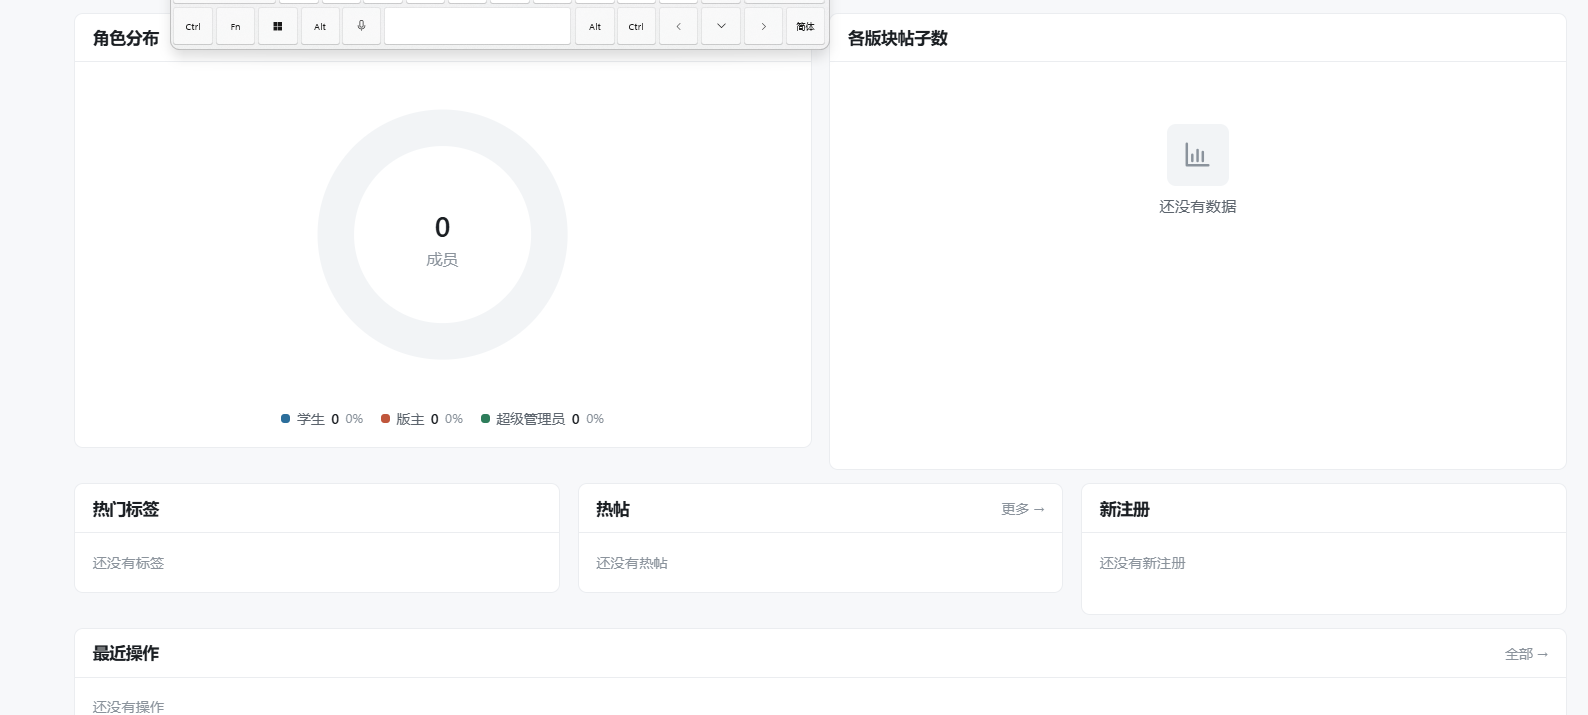 Ctrl Fn Alt Alt Ctrl 简体
角色分布
各版块帖子数
0
成员
还没有数据
学生 0 0% 版主 0 0% 超级管理员 0 0%
热门标签
还没有标签
热帖 更多 →
还没有热帖
新注册
还没有新注册
最近操作 全部 →
还没有操作